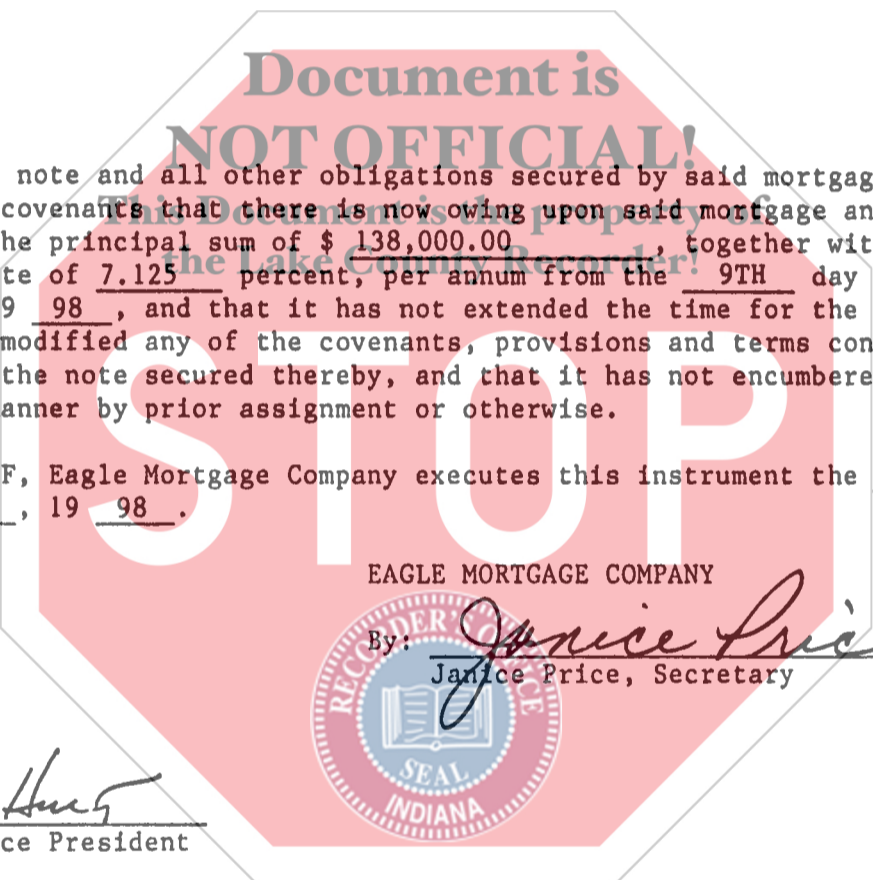 Document is
NOT OFFICIAL!
note and all other obligations secured by said mortgag
This Document is the property of
covenants that there is now owing upon said mortgage an
he principal sum of $ 138,000.00 , together wit
the Lake County Recorder!
te of 7.125 percent, per annum from the 9TH day
9 98 , and that it has not extended the time for the
modified any of the covenants, provisions and terms con
the note secured thereby, and that it has not encumbere
anner by prior assignment or otherwise.
STOP
F, Eagle Mortgage Company executes this instrument the
_, 19 98 .
EAGLE MORTGAGE COMPANY
By: Janice Pric
Janice Price, Secretary
RECORDER'S OFFICE
SEAL
INDIANA
ce President